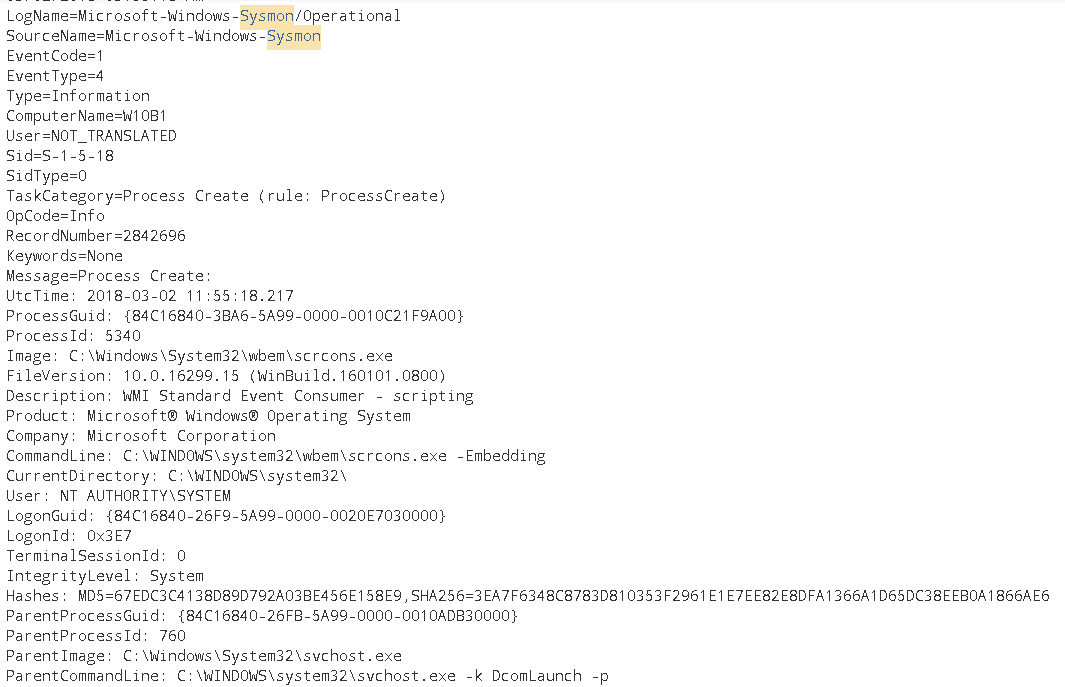 LogName=Microsoft-Windows-Sysmon/Operational
SourceName=Microsoft-Windows-Sysmon
EventCode=1
EventType=4
Type=Information
ComputerName=W10B1
User=NOT_TRANSLATED
Sid=S-1-5-18
SidType=0
TaskCategory=Process Create (rule: ProcessCreate)
OpCode=Info
RecordNumber=2842696
Keywords=None
Message=Process Create:
UtcTime: 2018-03-02 11:55:18.217
ProcessGuid: {84C16840-3BA6-5A99-0000-0010C21F9A00}
ProcessId: 5340
Image: C:\Windows\System32\wbem\scrcons.exe
FileVersion: 10.0.16299.15 (WinBuild.160101.0800)
Description: WMI Standard Event Consumer - scripting
Product: Microsoft® Windows® Operating System
Company: Microsoft Corporation
CommandLine: C:\WINDOWS\system32\wbem\scrcons.exe -Embedding
CurrentDirectory: C:\WINDOWS\system32\
User: NT AUTHORITY\SYSTEM
LogonGuid: {84C16840-26F9-5A99-0000-0020E7030000}
LogonId: 0x3E7
TerminalSessionId: 0
IntegrityLevel: System
Hashes: MD5=67EDC3C4138D89D792A03BE456E158E9,SHA256=3EA7F6348C8783D810353F2961E1E7EE82E8DFA1366A1D65DC38EEB0A1866AE6
ParentProcessGuid: {84C16840-26FB-5A99-0000-0010ADB30000}
ParentProcessId: 760
ParentImage: C:\Windows\System32\svchost.exe
ParentCommandLine: C:\WINDOWS\system32\svchost.exe -k DcomLaunch -p